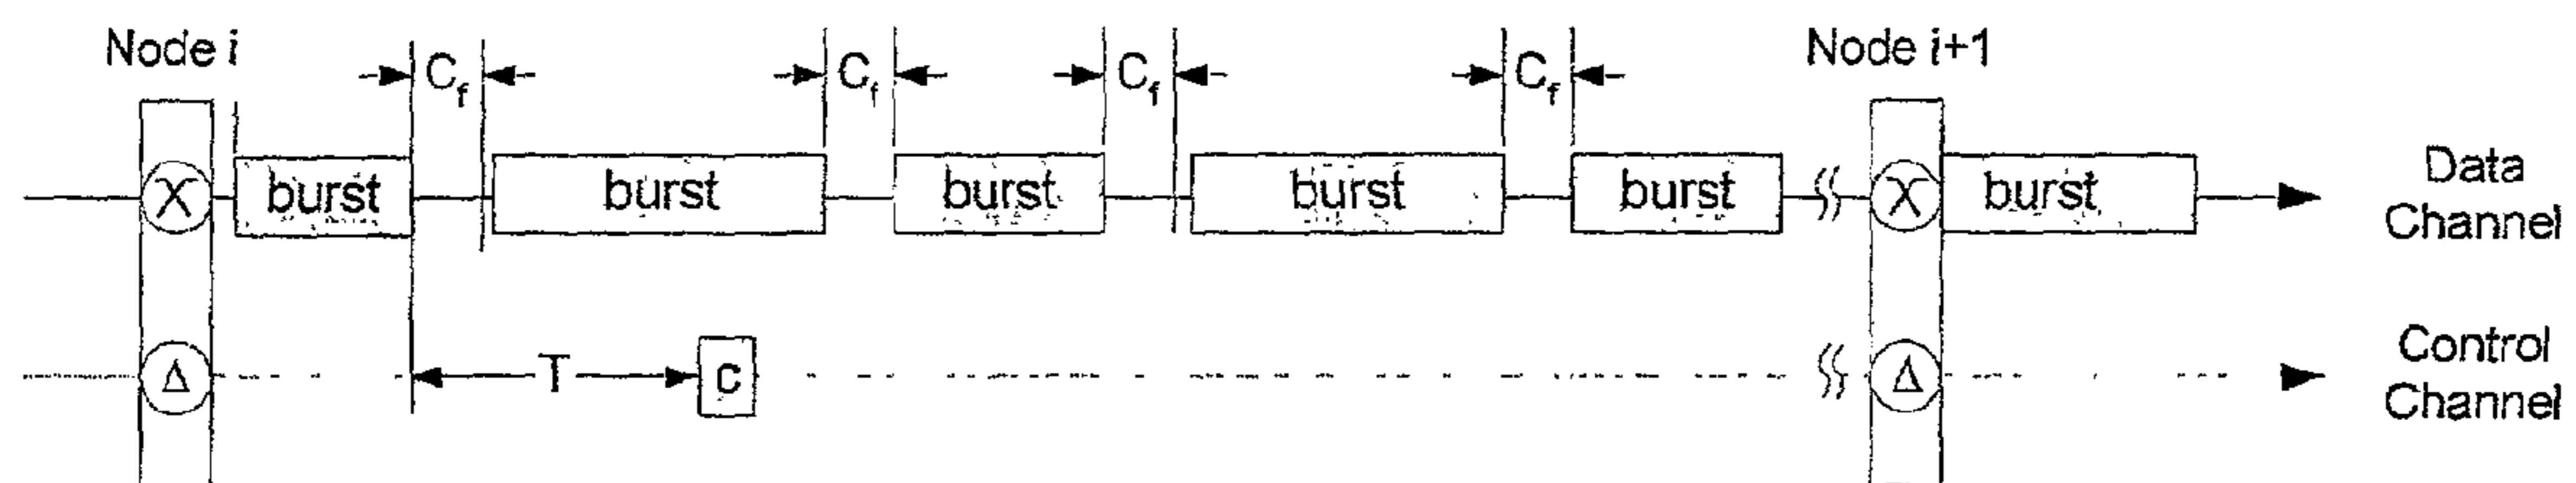 Node i
C_f
C_f
C_f
C_f
Node i+1
X
burst
burst
burst
burst
burst
X
burst
Data
Channel
Δ
T
c
Δ
Control
Channel